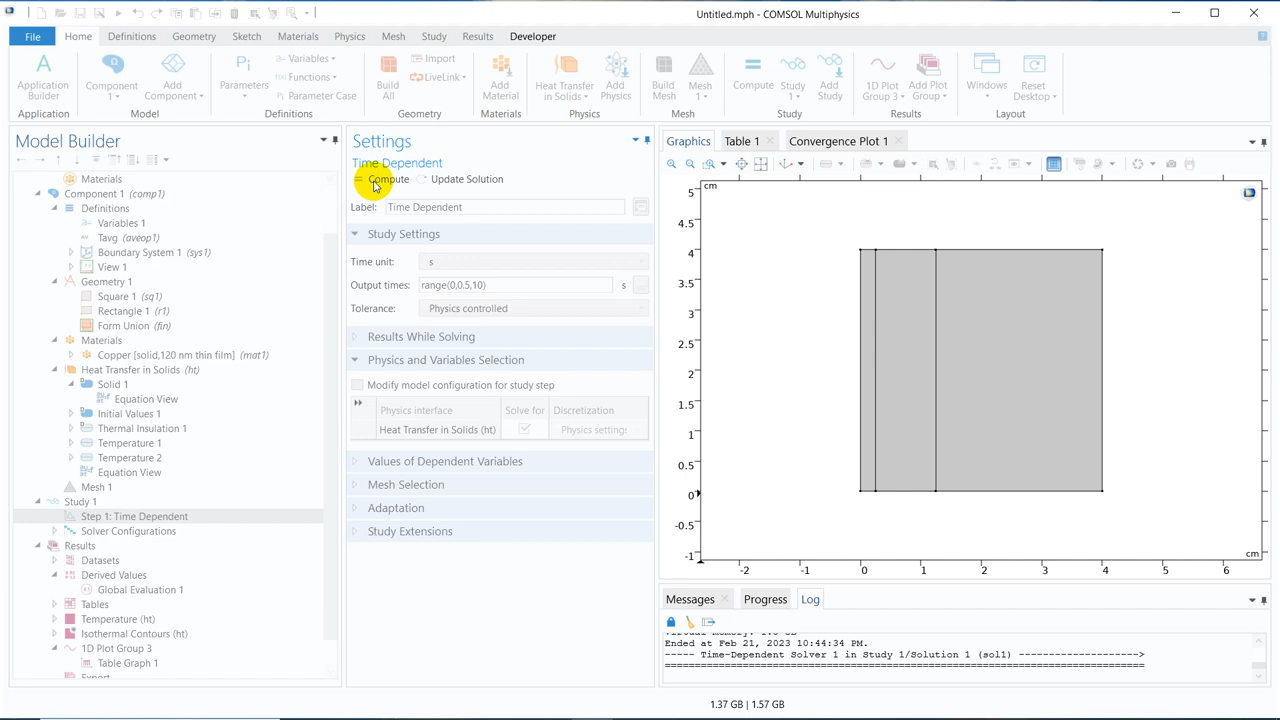 Untitled.mph - COMSOL Multiphysics
File Home Definitions Geometry Sketch Materials Physics Mesh Study Results Developer
Application Builder
Component 1
Add Component
Parameters
Variables
Functions
Parameter Case
Build All
Import
LiveLink
Add Material
Heat Transfer in Solids
Add Physics
Build Mesh
Mesh 1
Compute
Study 1
Add Study
1D Plot Group 3
Add Plot Group
Windows
Reset Desktop
Application Model Definitions Geometry Materials Physics Mesh Study Results Layout
Model Builder
Materials
Component 1 (comp1)
Definitions
Variables 1
Tavg (aveop1)
Boundary System 1 (sys1)
View 1
Geometry 1
Square 1 (sq1)
Rectangle 1 (r1)
Form Union (fin)
Materials
Copper [solid,120 nm thin film] (mat1)
Heat Transfer in Solids (ht)
Solid 1
Equation View
Initial Values 1
Thermal Insulation 1
Temperature 1
Temperature 2
Equation View
Mesh 1
Study 1
Step 1: Time Dependent
Solver Configurations
Results
Datasets
Derived Values
Global Evaluation 1
Tables
Temperature (ht)
Isothermal Contours (ht)
1D Plot Group 3
Table Graph 1
Export
Settings
Time Dependent
Compute Update Solution
Label: Time Dependent
Study Settings
Time unit: s
Output times: range(0,0.5,10) s
Tolerance: Physics controlled
Results While Solving
Physics and Variables Selection
Modify model configuration for study step
Physics interface Solve for Discretization
Heat Transfer in Solids (ht) Physics settings
Values of Dependent Variables
Mesh Selection
Adaptation
Study Extensions
Graphics Table 1 Convergence Plot 1
cm
5
4.5
4
3.5
3
2.5
2
1.5
1
0.5
0
-0.5
-1
cm
-2 -1 0 1 2 3 4 5 6
Messages Progress Log
Ended at Feb 21, 2023 10:44:34 PM.
----- Time-Dependent Solver 1 in Study 1/Solution 1 (sol1) --------------------->
1.37 GB | 1.57 GB